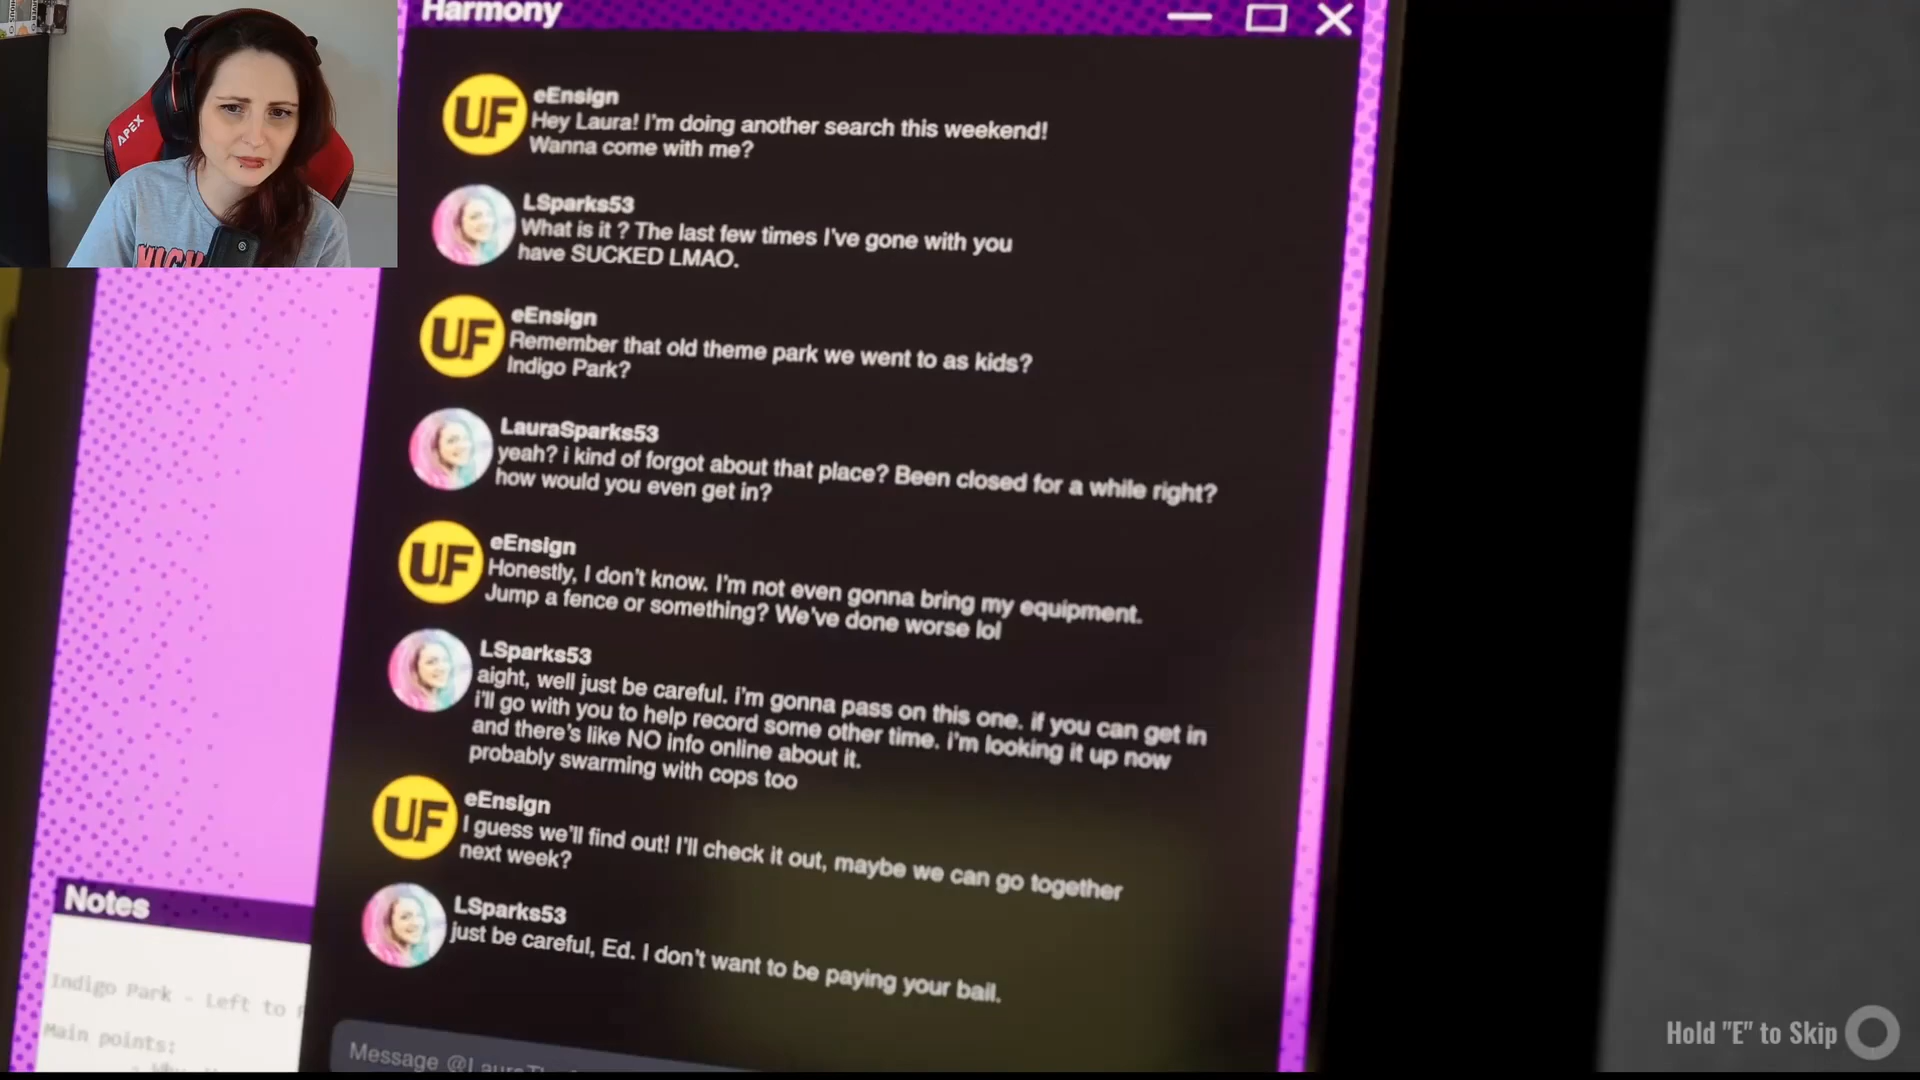 Harmony
APEX
UF
eEnsign
Hey Laura! I'm doing another search this weekend!
Wanna come with me?
LSparks53
What is it ? The last few times I've gone with you
have SUCKED LMAO.
UF
eEnsign
Remember that old theme park we went to as kids?
Indigo Park?
LauraSparks53
yeah? i kind of forgot about that place? Been closed for a while right?
how would you even get in?
UF
eEnsign
Honestly, I don't know. I'm not even gonna bring my equipment.
Jump a fence or something? We've done worse lol
LSparks53
aight, well just be careful. i'm gonna pass on this one. if you can get in
i'll go with you to help record some other time. i'm looking it up now
and there's like NO info online about it.
probably swarming with cops too
UF
eEnsign
I guess we'll find out! I'll check it out, maybe we can go together
next week?
LSparks53
just be careful, Ed. I don't want to be paying your bail.
Message
Notes
Indigo Park - Left to
Main points:
Hold "E" to Skip